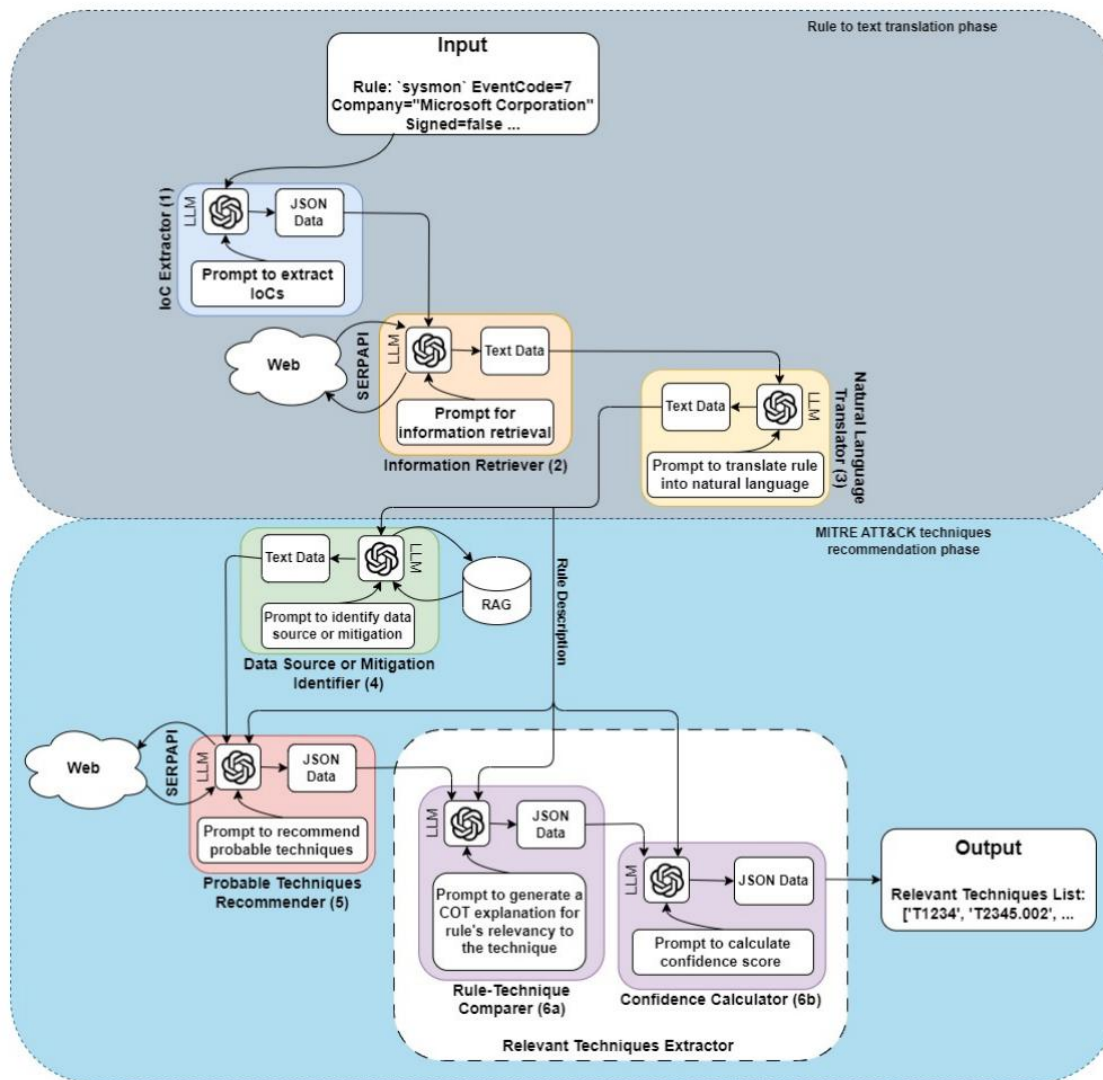 Rule to text translation phase
Input
Rule: `sysmon` EventCode=7
Company="Microsoft Corporation"
Signed=false ...
IoC Extractor (1)
LLM
JSON
Data
Prompt to extract
IoCs
Web
SERPAPI
LLM
Text Data
Prompt for
information retrieval
Information Retriever (2)
Text Data
LLM
Natural Language
Translator (3)
Prompt to translate rule
into natural language
MITRE ATT&CK techniques
recommendation phase
Text Data
LLM
RAG
Prompt to identify data
source or mitigation
Data Source or Mitigation
Identifier (4)
Rule Description
Web
SERPAPI
LLM
JSON
Data
Prompt to recommend
probable techniques
Probable Techniques
Recommender (5)
LLM
JSON
Data
Prompt to generate a
COT explanation for
rule's relevancy to
the technique
Rule-Technique
Comparer (6a)
LLM
JSON Data
Prompt to calculate
confidence score
Confidence Calculator (6b)
Relevant Techniques Extractor
Output
Relevant Techniques List:
['T1234', 'T2345.002', ...